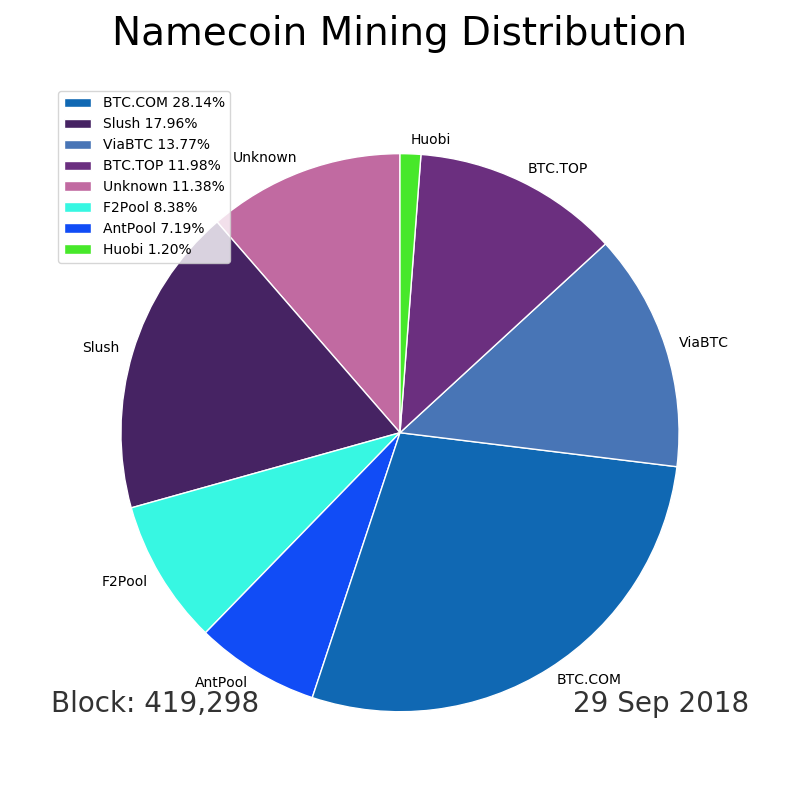 Namecoin Mining Distribution
BTC.COM 28.14%
Slush 17.96%
ViaBTC 13.77%
BTC.TOP 11.98%
Unknown 11.38%
F2Pool 8.38%
AntPool 7.19%
Huobi 1.20%
Huobi
Unknown
BTC.TOP
ViaBTC
Slush
F2Pool
AntPool
BTC.COM
Block: 419,298
29 Sep 2018